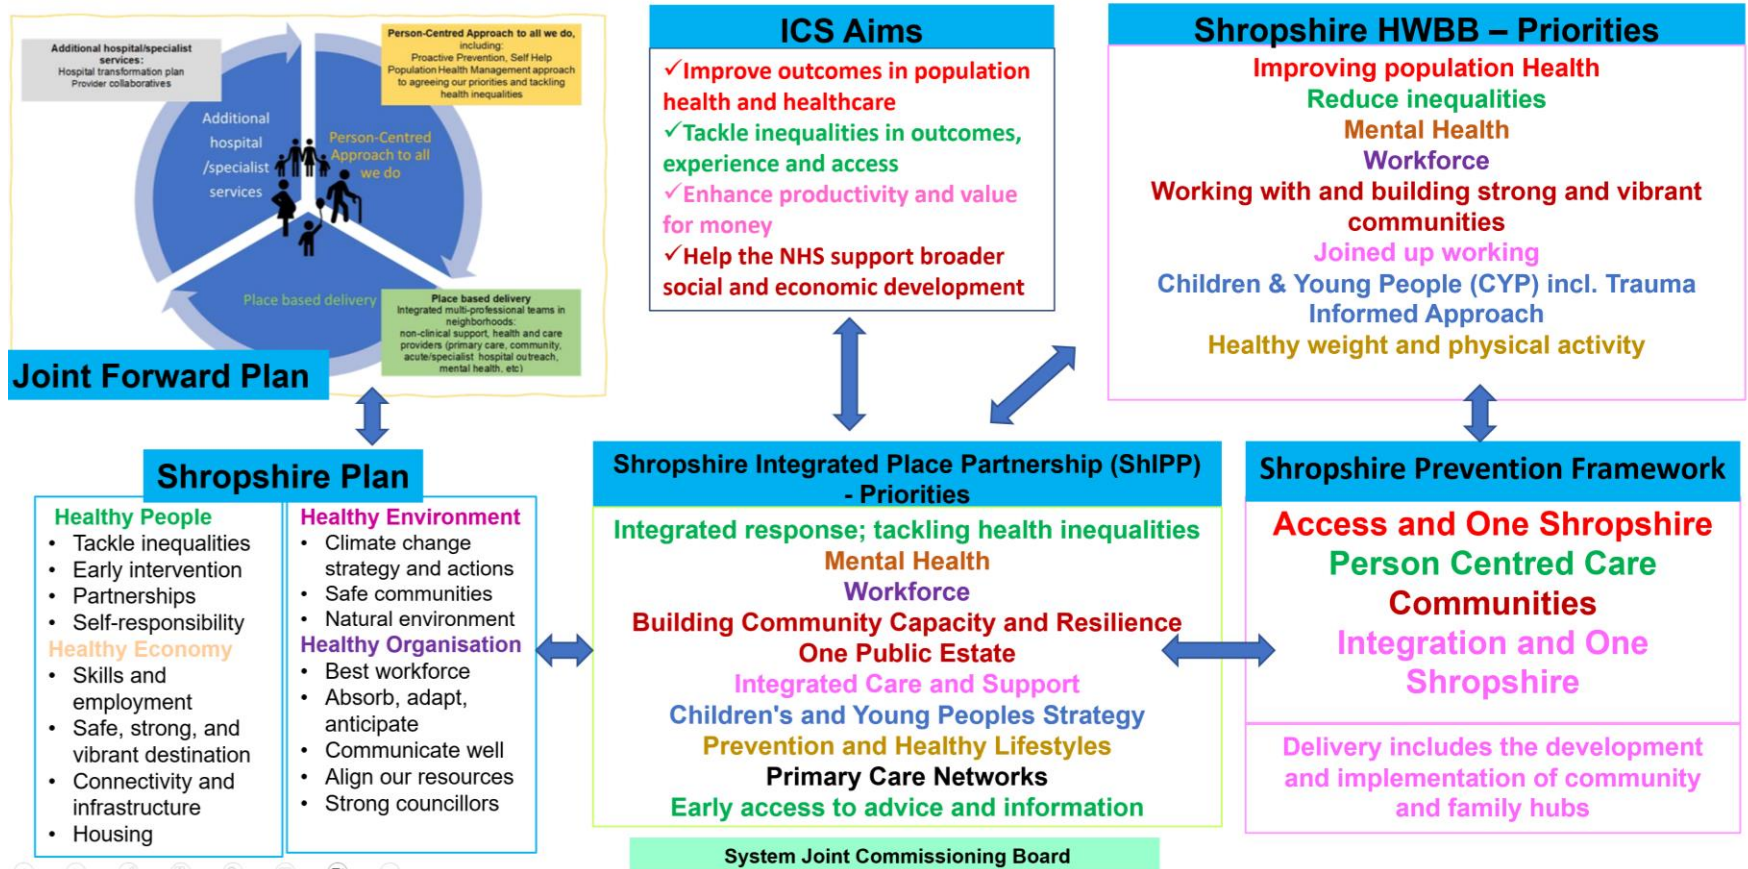 Additional hospital/specialist
services:
Hospital transformation plan
Provider collaboratives
Person-Centred Approach to all we do,
including:
Proactive Prevention, Self Help
Population Health Management approach
to agreeing our priorities and tackling
health inequalities
Additional
hospital
/specialist
services
Person-Centred
Approach to all
we do
Place based delivery
Place based delivery
Integrated multi-professional teams in
neighborhoods:
non-clinical support, health and care
providers (primary care, community,
acute/specialist hospital outreach,
mental health, etc)
Joint Forward Plan
ICS Aims
✓Improve outcomes in population
health and healthcare
✓Tackle inequalities in outcomes,
experience and access
✓Enhance productivity and value
for money
✓Help the NHS support broader
social and economic development
Shropshire HWBB – Priorities
Improving population Health
Reduce inequalities
Mental Health
Workforce
Working with and building strong and vibrant
communities
Joined up working
Children & Young People (CYP) incl. Trauma
Informed Approach
Healthy weight and physical activity
Shropshire Plan
Healthy People
• Tackle inequalities
• Early intervention
• Partnerships
• Self-responsibility
Healthy Economy
• Skills and
employment
• Safe, strong, and
vibrant destination
• Connectivity and
infrastructure
• Housing
Healthy Environment
• Climate change
strategy and actions
• Safe communities
• Natural environment
Healthy Organisation
• Best workforce
• Absorb, adapt,
anticipate
• Communicate well
• Align our resources
• Strong councillors
Shropshire Integrated Place Partnership (ShIPP)
- Priorities
Integrated response; tackling health inequalities
Mental Health
Workforce
Building Community Capacity and Resilience
One Public Estate
Integrated Care and Support
Children's and Young Peoples Strategy
Prevention and Healthy Lifestyles
Primary Care Networks
Early access to advice and information
System Joint Commissioning Board
Shropshire Prevention Framework
Access and One Shropshire
Person Centred Care
Communities
Integration and One
Shropshire
Delivery includes the development
and implementation of community
and family hubs